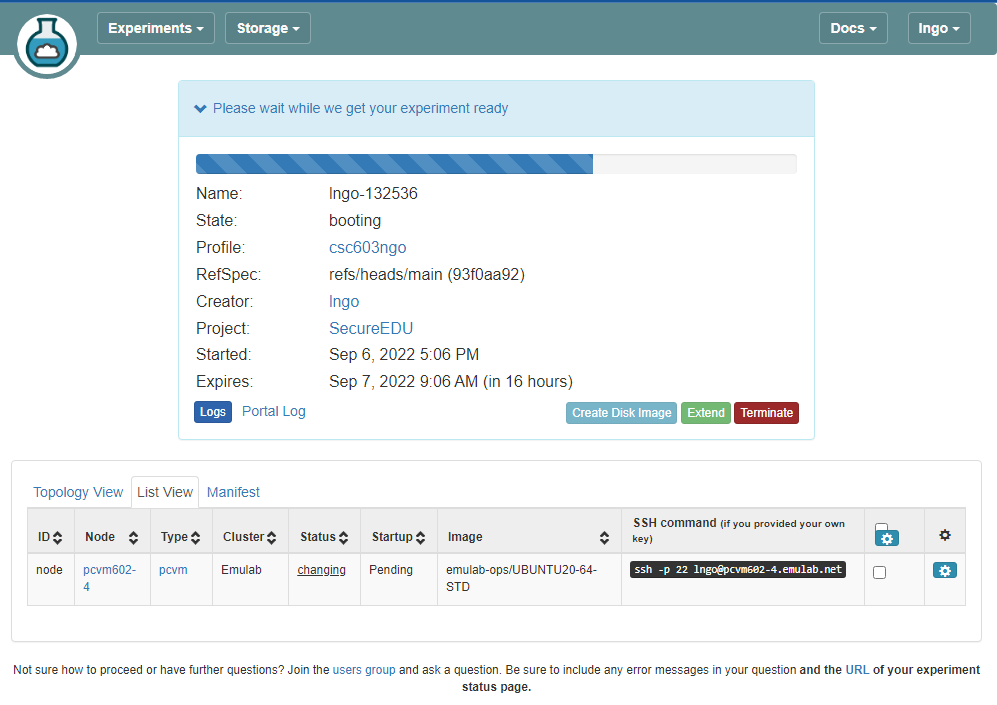 Experiments
Storage
Docs
lngo
Please wait while we get your experiment ready
Name: lngo-132536
State: booting
Profile: csc603ngo
RefSpec: refs/heads/main (93f0aa92)
Creator: lngo
Project: SecureEDU
Started: Sep 6, 2022 5:06 PM
Expires: Sep 7, 2022 9:06 AM (in 16 hours)
Logs Portal Log Create Disk Image Extend Terminate
Topology View List View Manifest
ID Node Type Cluster Status Startup Image SSH command (if you provided your own
key)
node pcvm602- pcvm Emulab changing Pending emulab-ops/UBUNTU20-64- ssh -p 22 lngo@pcvm602-4.emulab.net
4 STD
Not sure how to proceed or have further questions? Join the users group and ask a question. Be sure to include any error messages in your question and the URL of your experiment
status page.